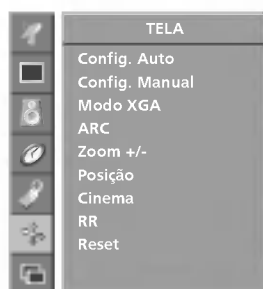 TELA
Config. Auto
Config. Manual
Modo XGA
ARC
Zoom +/-
Posição
Cinema
RR
Reset